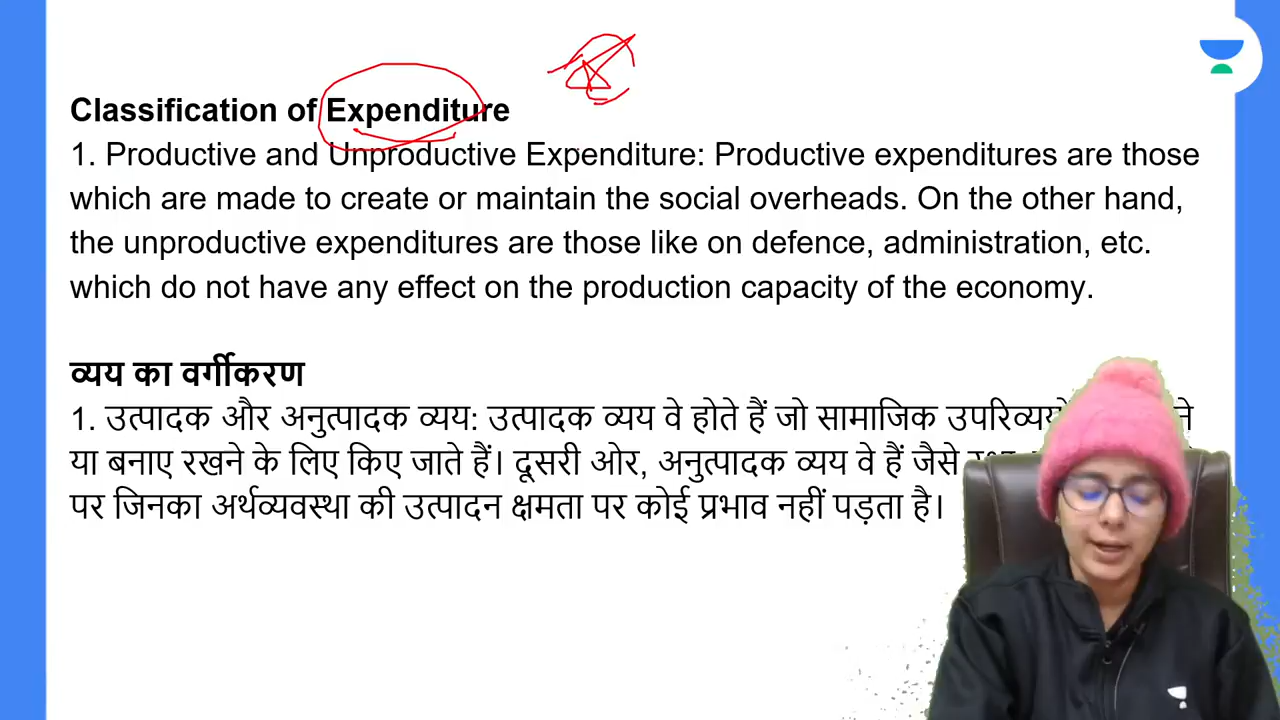 Classification of Expenditure
1. Productive and Unproductive Expenditure: Productive expenditures are those
which are made to create or maintain the social overheads. On the other hand,
the unproductive expenditures are those like on defence, administration, etc.
which do not have any effect on the production capacity of the economy.
व्यय का वर्गीकरण
1. उत्पादक और अनुत्पादक व्यय: उत्पादक व्यय वे होते हैं जो सामाजिक
या बनाए रखने के लिए किए जाते हैं। दूसरी ओर, अनुत्पादक व्यय वे हैं जैसे
पर जिनका अर्थव्यवस्था की उत्पादन क्षमता पर कोई प्रभाव नहीं पड़ता है।